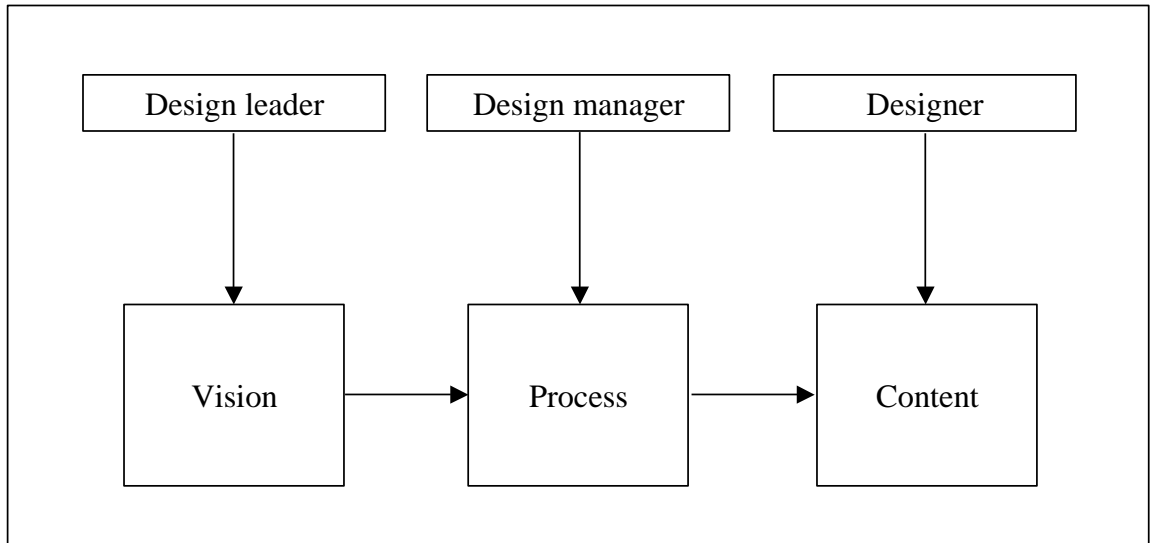 Design leader
Design manager
Designer
Vision
Process
Content